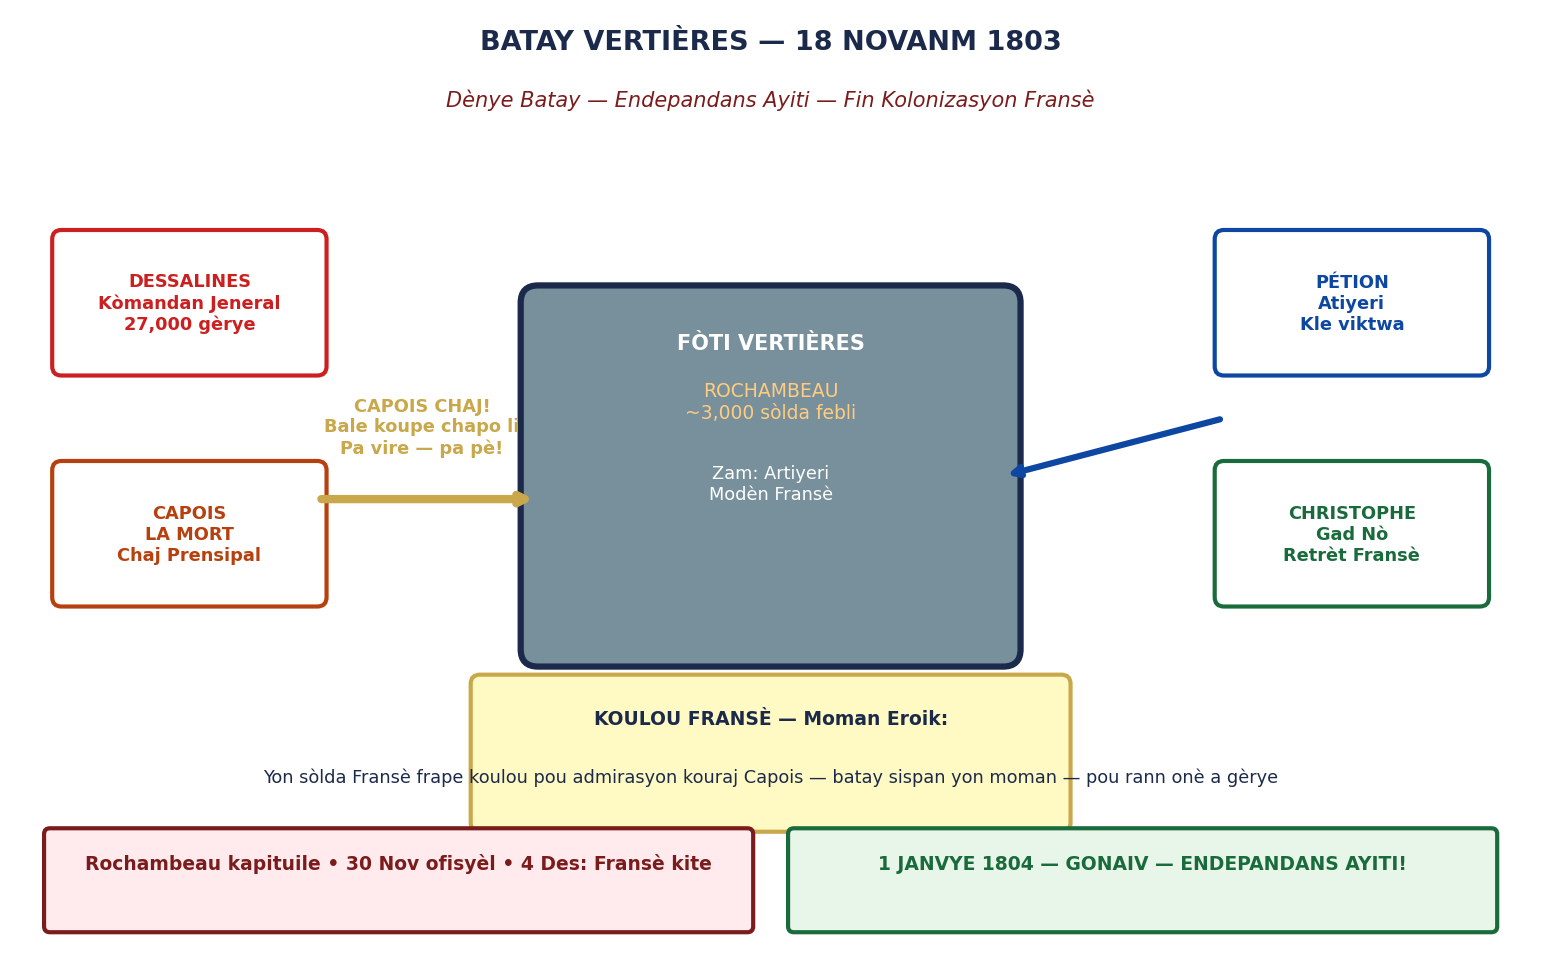 BATAY VERTIÈRES — 18 NOVANM 1803
Dènye Batay — Endepandans Ayiti — Fin Kolonizasyon Fransè
DESSALINES
Kòmandan Jeneral
27,000 gèrye
PÉTION
Atiyeri
Kle viktwa
FÒTI VERTIÈRES
ROCHAMBEAU
~3,000 sòlda febli
Zam: Artiyeri
Modèn Fransè
CAPOIS CHAJ!
Bale koupe chapo li
Pa vire — pa pè!
CAPOIS
LA MORT
Chaj Prensipal
CHRISTOPHE
Gad Nò
Retrèt Fransè
KOULOU FRANSÈ — Moman Eroik:
Yon sòlda Fransè frape koulou pou admirasyon kouraj Capois — batay sispan yon moman — pou rann onè a gèrye
Rochambeau kapituile • 30 Nov ofisyèl • 4 Des: Fransè kite
1 JANVYE 1804 — GONAIV — ENDEPANDANS AYITI!